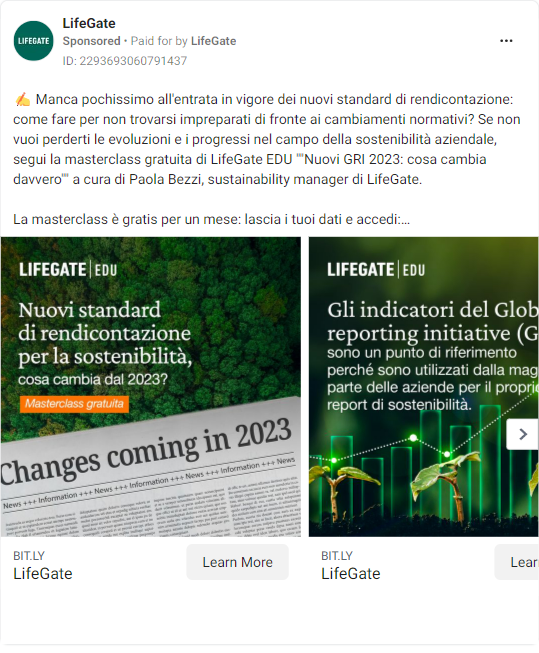 LifeGate
LIFEGATE
Sponsored • Paid for by LifeGate
ID: 2293693060791437
✍️ Manca pochissimo all'entrata in vigore dei nuovi standard di rendicontazione:
come fare per non trovarsi impreparati di fronte ai cambiamenti normativi? Se non
vuoi perderti le evoluzioni e i progressi nel campo della sostenibilità aziendale,
segui la masterclass gratuita di LifeGate EDU ""Nuovi GRI 2023: cosa cambia
davvero"" a cura di Paola Bezzi, sustainability manager di LifeGate.
La masterclass è gratis per un mese: lascia i tuoi dati e accedi:…
LIFEGATE | EDU
Nuovi standard
di rendicontazione
per la sostenibilità,
cosa cambia dal 2023?
Masterclass gratuita
Changes coming in 2023
News +++ Information +++ News +++ Information +++ News +++ Information +++ News
LIFEGATE | EDU
Gli indicatori del Glob
reporting initiative (G
sono un punto di riferimento
perché sono utilizzati dalla mag
parte delle aziende per il proprio
report di sostenibilità.
BIT.LY
LifeGate
Learn More
BIT.LY
LifeGate
Lear